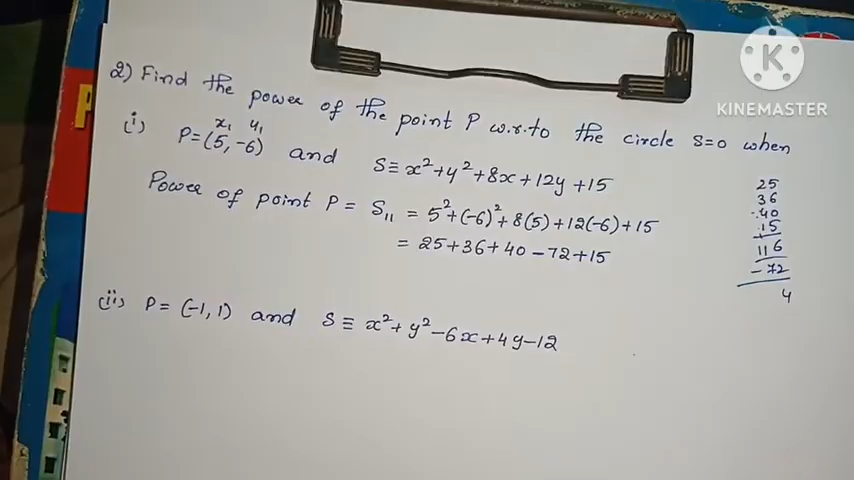 2) Find the power of the point P w.r.to the circle S=0 when
(i) P=(5, -6) and S≡ x²+y²+8x+12y+15
x₁ y₁
Power of point P = S₁₁ = 5²+(-6)²+8(5)+12(-6)+15
= 25+36+40-72+15
(ii) P= (-1, 1) and S ≡ x²+y²-6x+4y-12
25
36
40
15
116
-72
4
K
KINEMASTER